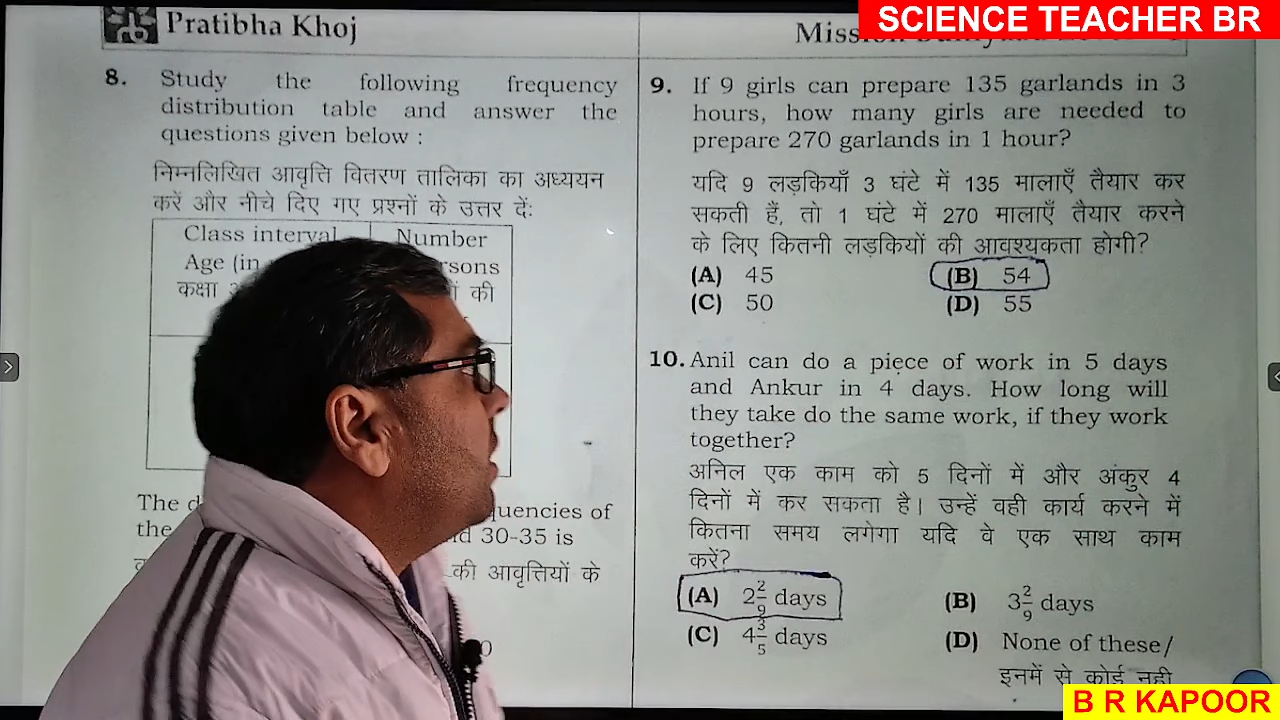 Pratibha Khoj
SCIENCE TEACHER BR
8. Study the following frequency
distribution table and answer the
questions given below :
निम्नलिखित आवृत्ति वितरण तालिका का अध्ययन
करें और नीचे दिए गए प्रश्नों के उत्तर दें:
Class interval Number
Age (in
कक्षा की
The
the 30-35 is
की आवृत्तियों के
9. If 9 girls can prepare 135 garlands in 3
hours, how many girls are needed to
prepare 270 garlands in 1 hour?
यदि 9 लड़कियाँ 3 घंटे में 135 मालाएँ तैयार कर
सकती हैं, तो 1 घंटे में 270 मालाएँ तैयार करने
के लिए कितनी लड़कियों की आवश्यकता होगी?
(A) 45 (B) 54
(C) 50 (D) 55
10. Anil can do a piece of work in 5 days
and Ankur in 4 days. How long will
they take do the same work, if they work
together?
अनिल एक काम को 5 दिनों में और अंकुर 4
दिनों में कर सकता है। उन्हें वही कार्य करने में
कितना समय लगेगा यदि वे एक साथ काम
करें?
(A) 2 2/9 days (B) 3 2/9 days
(C) 4 3/5 days (D) None of these/
इनमें से कोई नही
B R KAPOOR